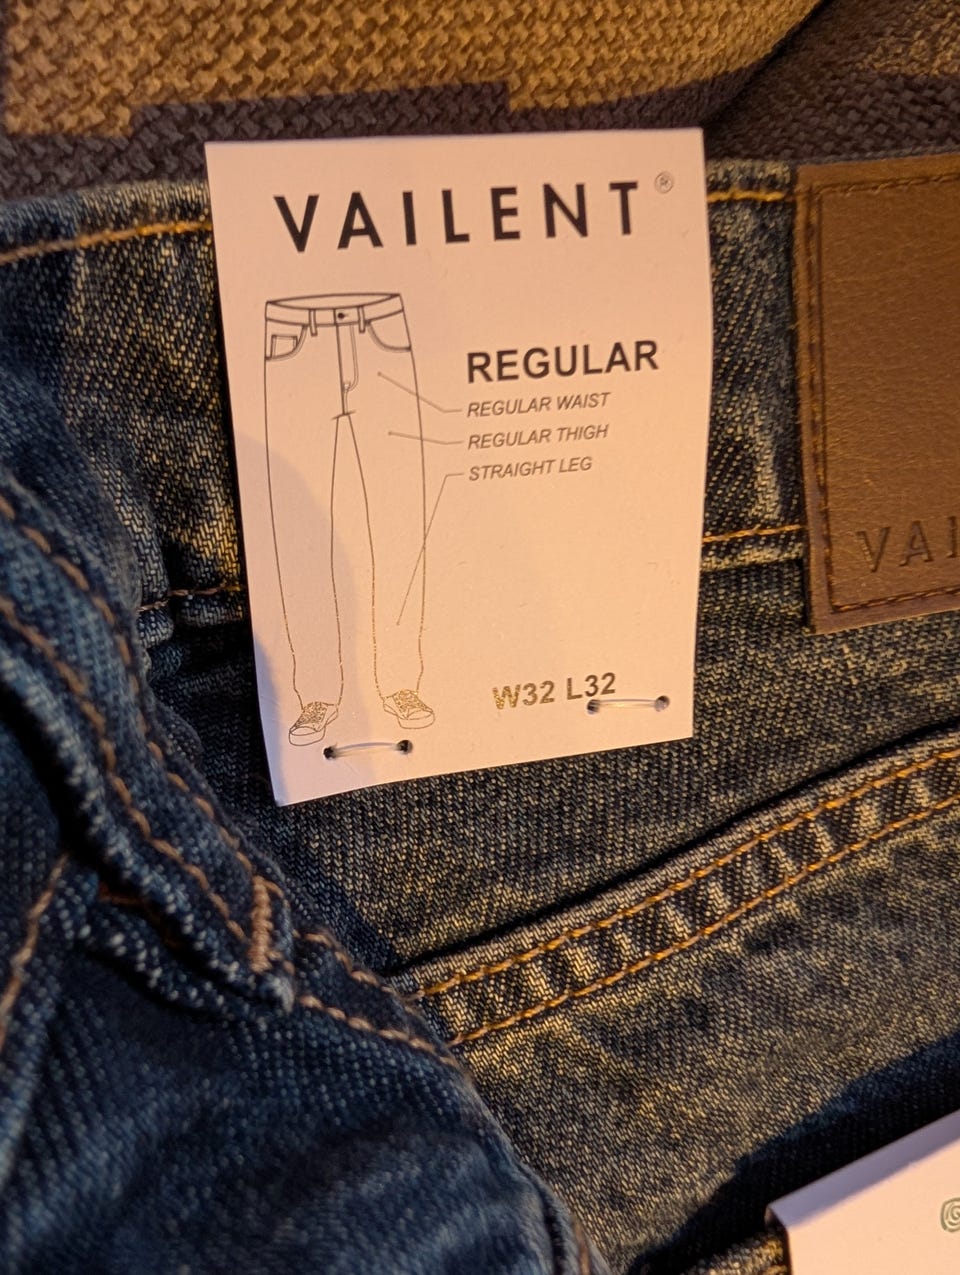 VAILENT®
REGULAR
REGULAR WAIST
REGULAR THIGH
STRAIGHT LEG
W32 L32
VAI